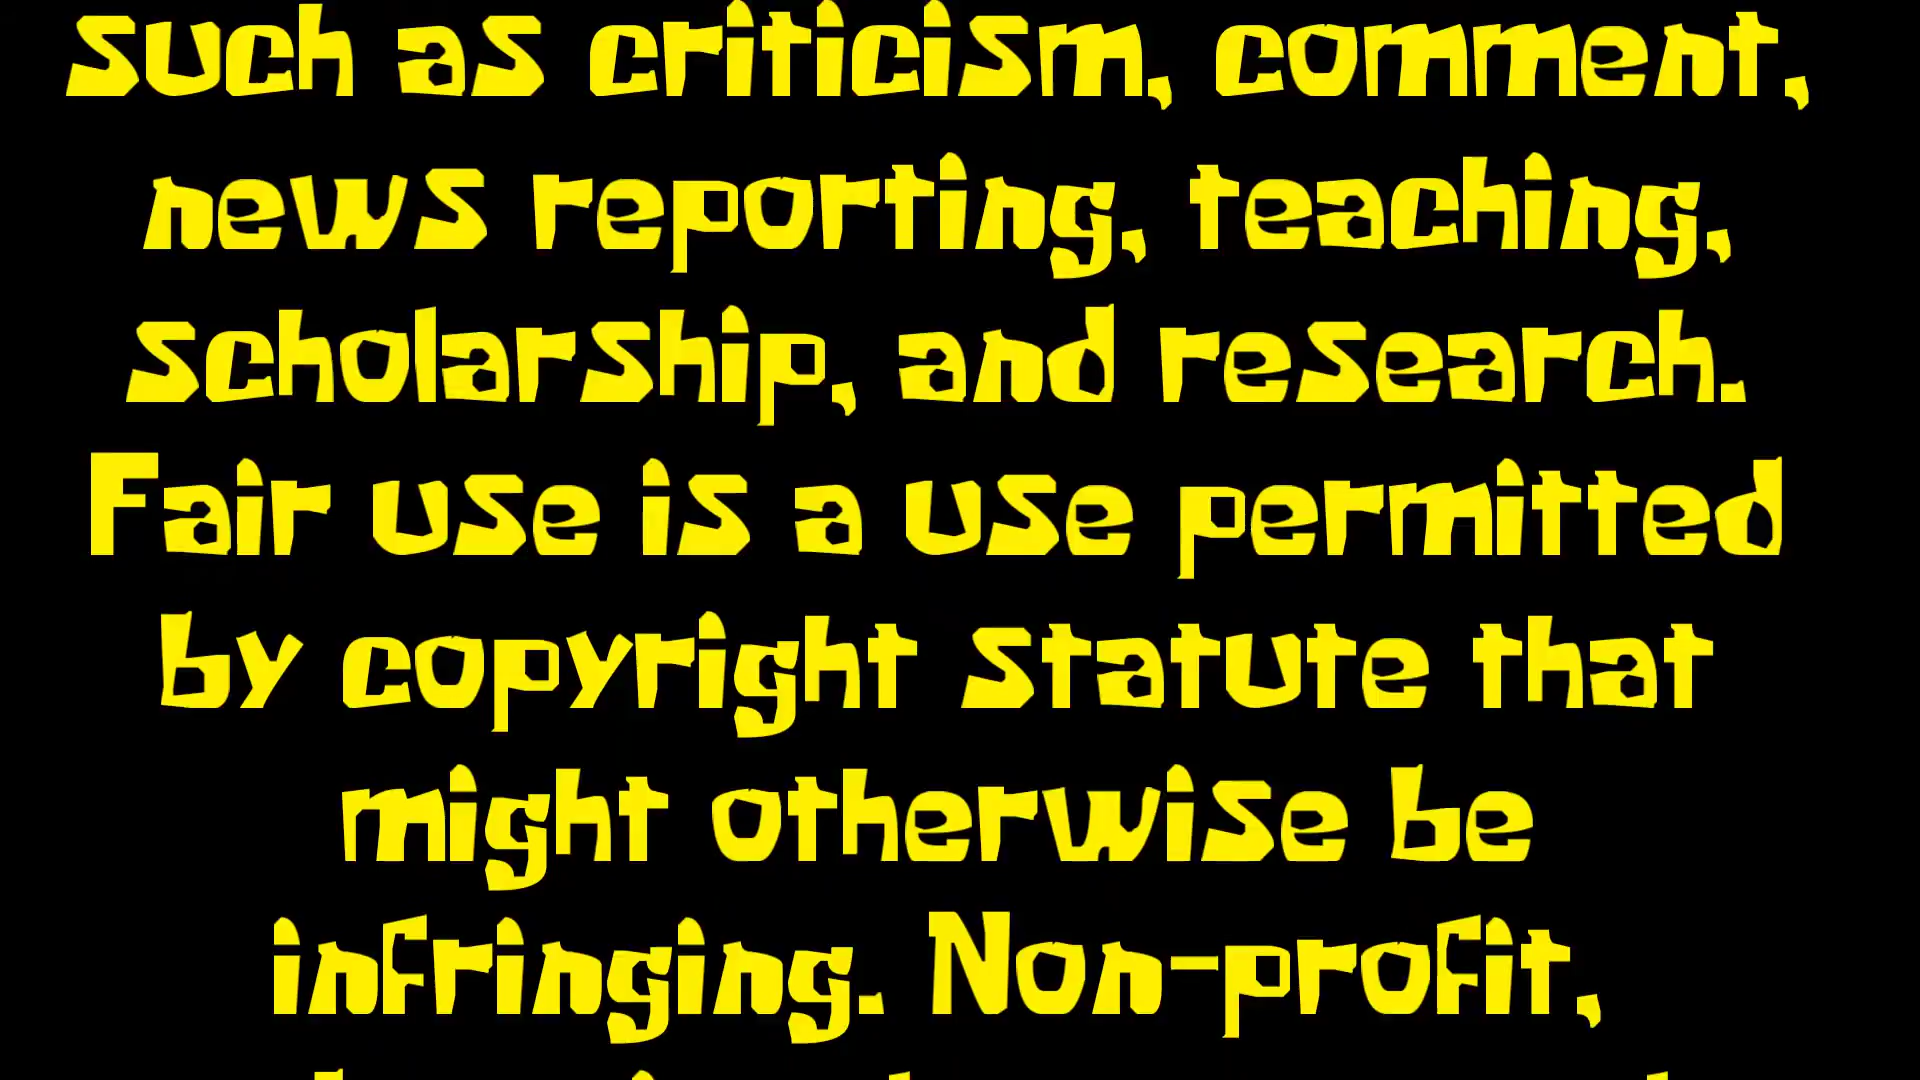 such as criticism, comment,
news reporting, teaching,
scholarship, and research.
Fair use is a use permitted
by copyright statute that
might otherwise be
infringing. Non-profit,